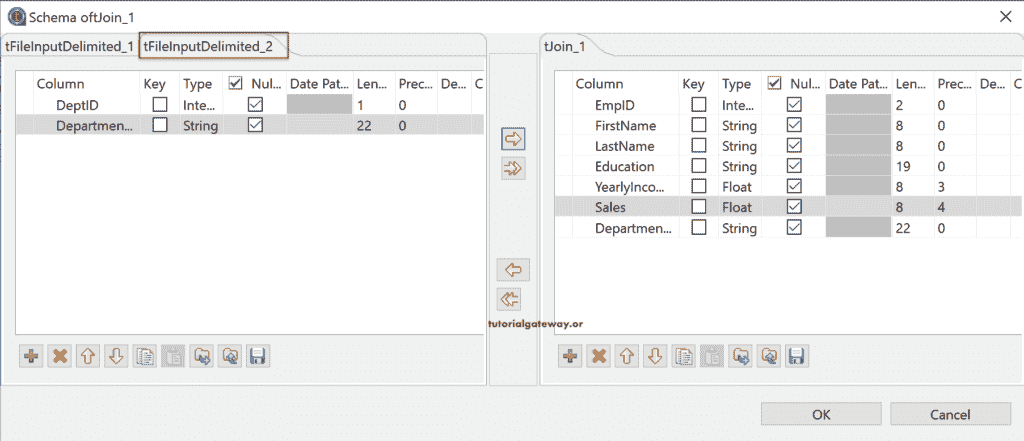 Schema oftJoin_1
tFileInputDelimited_1 tFileInputDelimited_2
Column Key Type Nul... Date Pat... Len... Prec... De... C
DeptID Inte... 1 0
Departmen... String 22 0
tJoin_1
Column Key Type Nul... Date Pat... Len... Prec... De... C
EmpID Inte... 2 0
FirstName String 8 0
LastName String 8 0
Education String 19 0
YearlyInco... Float 8 3
Sales Float 8 4
Departmen... String 22 0
tutorialgateway.or
OK Cancel